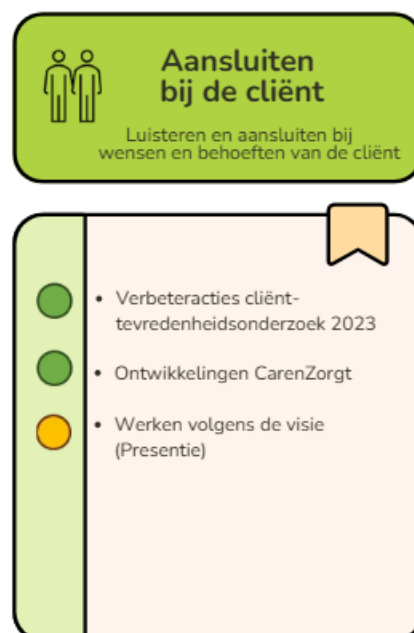 Aansluiten
bij de cliënt
Luisteren en aansluiten bij
wensen en behoeften van de cliënt
• Verbeteracties cliënt-
tevredenheidsonderzoek 2023
• Ontwikkelingen CarenZorgt
• Werken volgens de visie
(Presentie)